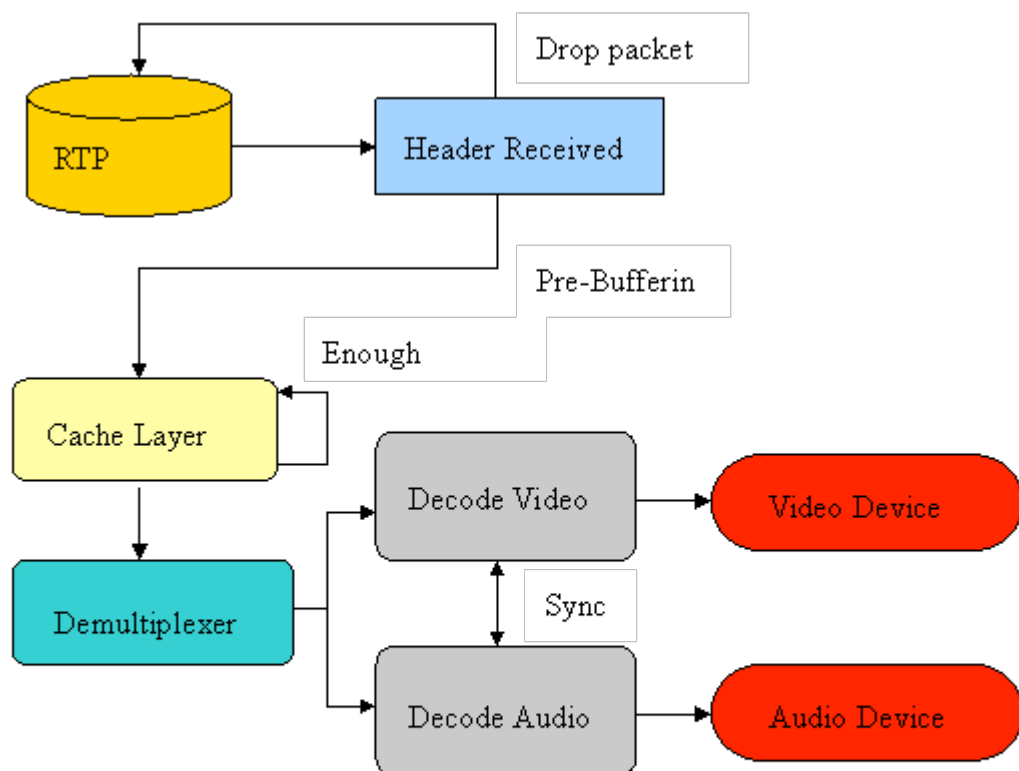 Drop packet
RTP
Header Received
Pre-Bufferin
Enough
Cache Layer
Decode Video
Video Device
Sync
Demultiplexer
Decode Audio
Audio Device